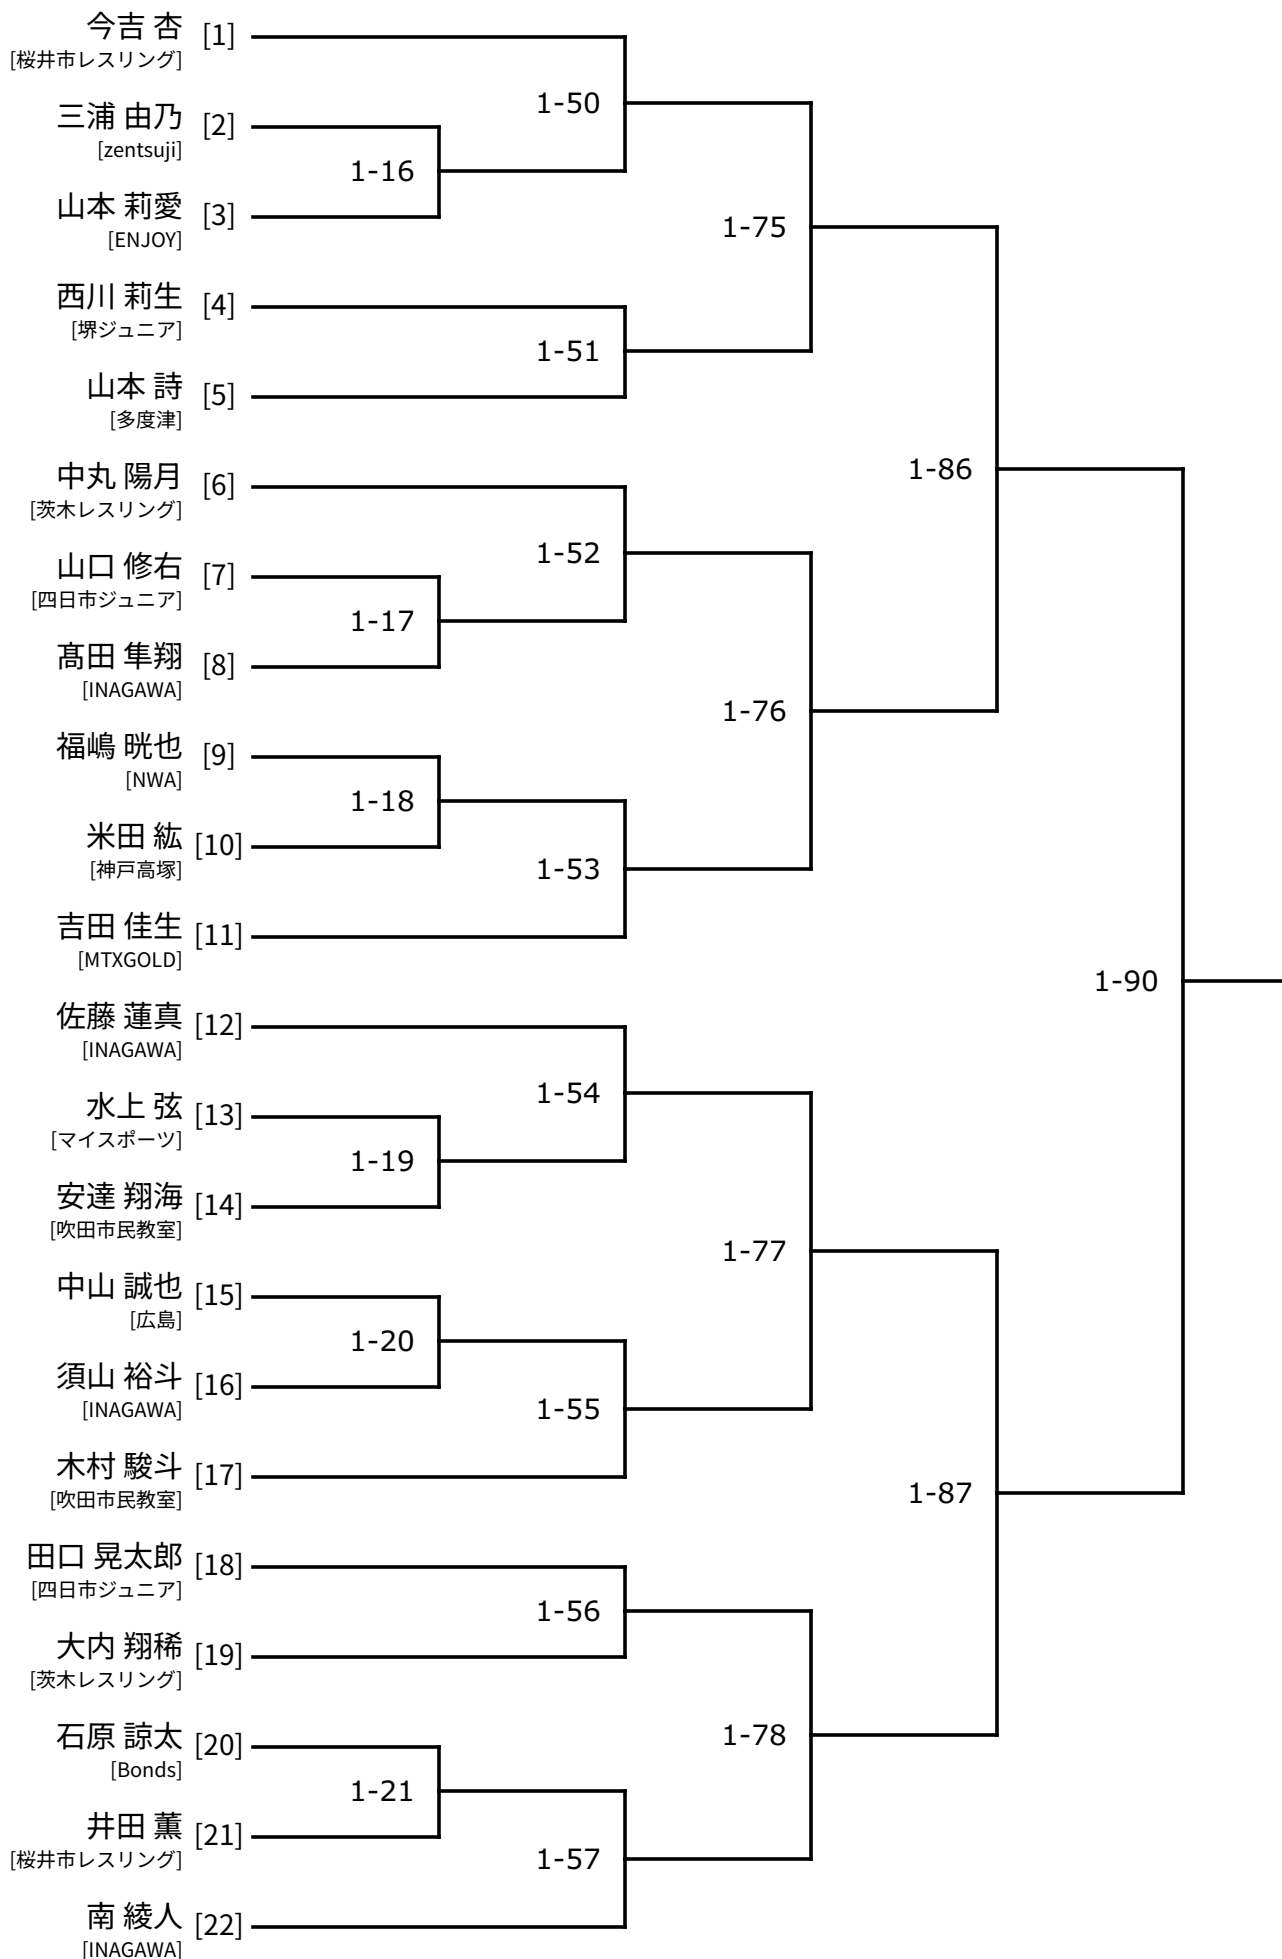 今吉 杏 [1]
[桜井市レスリング]
1-50
三浦 由乃 [2]
[zentsuji]
1-16
山本 莉愛 [3]
[ENJOY]
1-75
西川 莉生 [4]
[堺ジュニア]
1-51
山本 詩 [5]
[多度津]
中丸 陽月 [6]
[茨木レスリング]
1-86
1-52
山口 修右 [7]
[四日市ジュニア]
1-17
髙田 隼翔 [8]
[INAGAWA]
1-76
福嶋 晄也 [9]
[NWA]
1-18
米田 紘 [10]
[神戸高塚]
1-53
吉田 佳生 [11]
[MTXGOLD]
1-90
佐藤 蓮真 [12]
[INAGAWA]
1-54
水上 弦 [13]
[マイスポーツ]
1-19
安達 翔海 [14]
[吹田市民教室]
1-77
中山 誠也 [15]
[広島]
1-20
須山 裕斗 [16]
[INAGAWA]
1-55
木村 駿斗 [17]
[吹田市民教室]
1-87
田口 晃太郎 [18]
[四日市ジュニア]
1-56
大内 翔稀 [19]
[茨木レスリング]
石原 諒太 [20]
[Bonds]
1-78
1-21
井田 薫 [21]
[桜井市レスリング]
1-57
南 綾人 [22]
[INAGAWA]